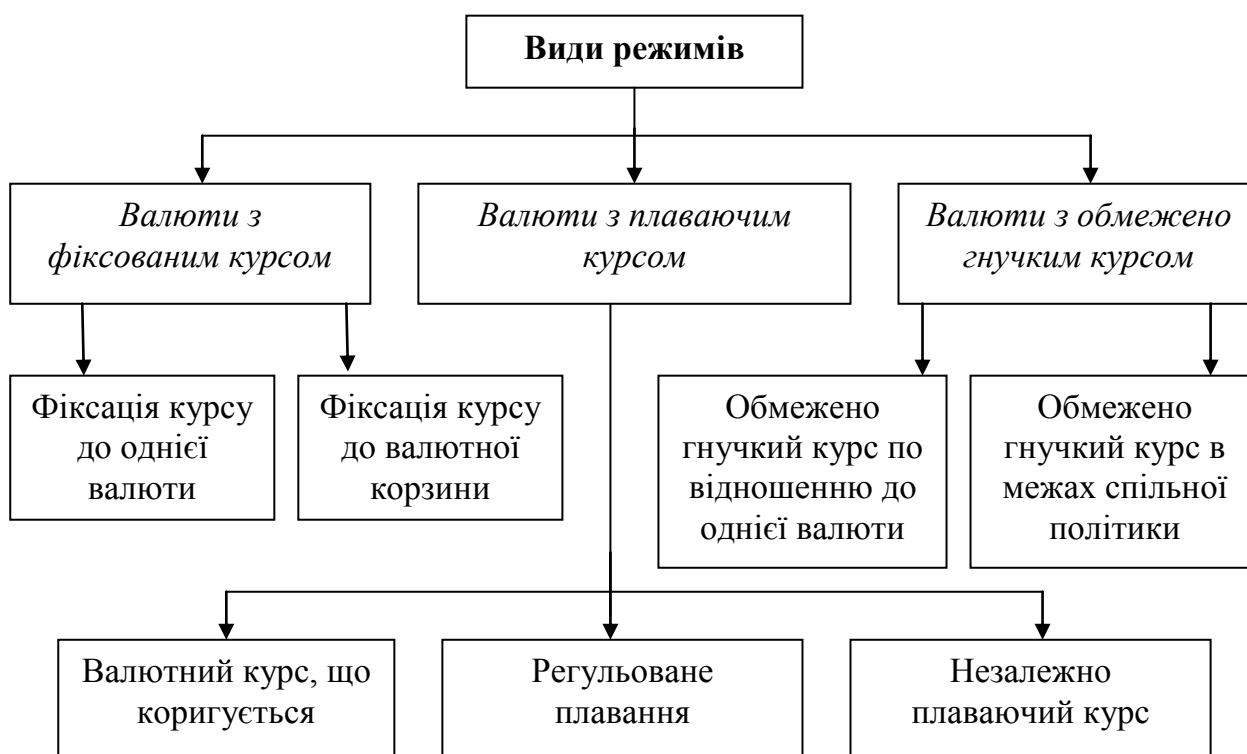 Види режимів
Валюти з
фіксованим курсом
Валюти з плаваючим
курсом
Валюти з обмежено
гнучким курсом
Фіксація курсу
до однієї
валюти
Фіксація курсу
до валютної
корзини
Обмежено
гнучкий курс по
відношенню до
однієї валюти
Обмежено
гнучкий курс в
межах спільної
політики
Валютний курс, що
коригується
Регульоване
плавання
Незалежно
плаваючий курс